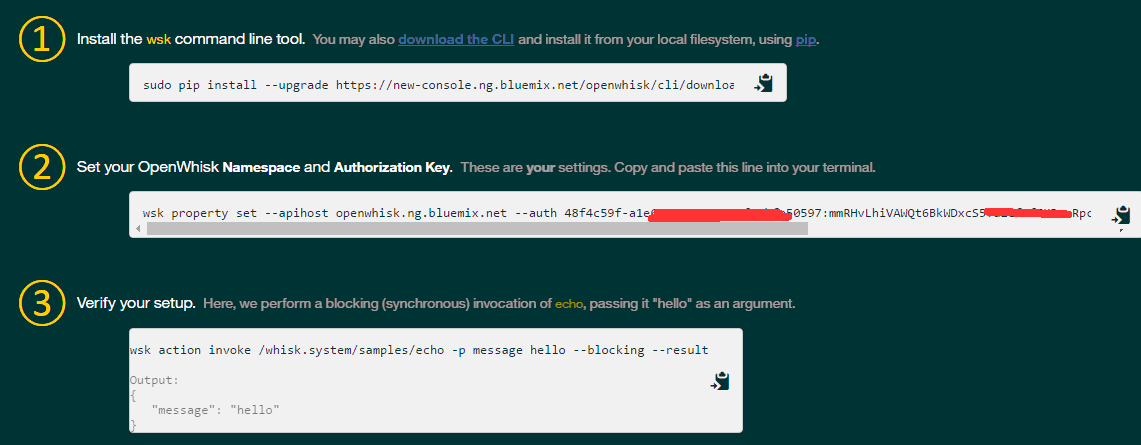 1 Install the wsk command line tool. You may also download the CLI and install it from your local filesystem, using pip.
sudo pip install --upgrade https://new-console.ng.bluemix.net/openwhisk/cli/downloa
2 Set your OpenWhisk Namespace and Authorization Key. These are your settings. Copy and paste this line into your terminal.
wsk property set --apihost openwhisk.ng.bluemix.net --auth 48f4c59f-a1e 50597:mmRHvLhiVAWQt6BkWDxcS5 Rpc
3 Verify your setup. Here, we perform a blocking (synchronous) invocation of echo, passing it "hello" as an argument.
wsk action invoke /whisk.system/samples/echo -p message hello --blocking --result
Output:
{
"message": "hello"
}